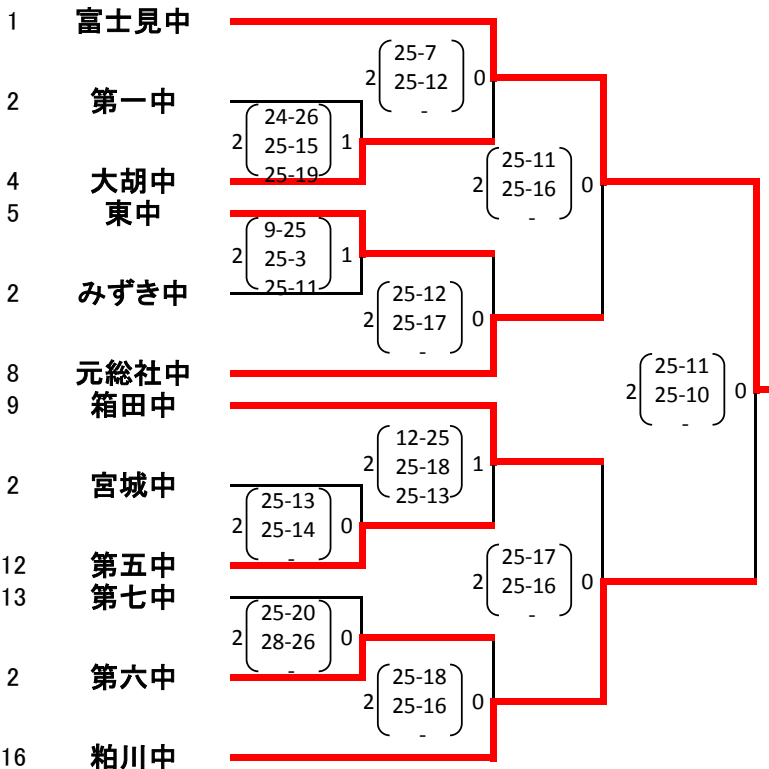 1 富士見中
25-7
2 25-12 0
-
2 第一中
24-26
2 25-15 1
25-19
4 大胡中
25-11
2 25-16 0
-
5 東中
9-25
2 25-3 1
25-11
2 みずき中
25-12
2 25-17 0
-
8 元総社中
25-11
2 25-10 0
-
9 箱田中
12-25
2 25-18 1
25-13
2 宮城中
25-13
2 25-14 0
-
12 第五中
25-17
2 25-16 0
-
13 第七中
25-20
2 28-26 0
-
2 第六中
25-18
2 25-16 0
-
16 粕川中